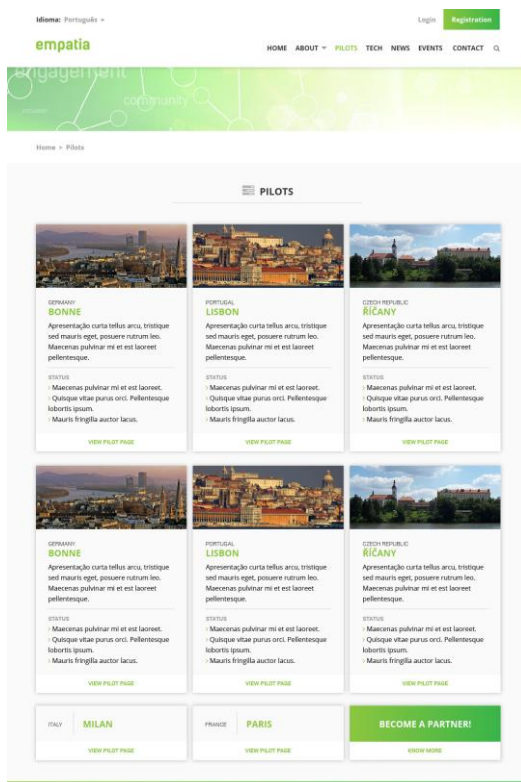 Idioma: Português
Login Registration
empatia
HOME ABOUT PILOTS TECH NEWS EVENTS CONTACT
engagement
community
Home > Pilots
PILOTS
GERMANY
BONNE
Apresentação curta tellus arcu, tristique
sed mauris eget, posuere rutrum leo.
Maecenas pulvinar mi et est laoreet
pellentesque.
STATUS
› Maecenas pulvinar mi et est laoreet.
› Quisque vitae purus orci. Pellentesque
lobortis ipsum.
› Mauris fringilla auctor lacus.
VIEW PILOT PAGE
PORTUGAL
LISBON
Apresentação curta tellus arcu, tristique
sed mauris eget, posuere rutrum leo.
Maecenas pulvinar mi et est laoreet
pellentesque.
STATUS
› Maecenas pulvinar mi et est laoreet.
› Quisque vitae purus orci. Pellentesque
lobortis ipsum.
› Mauris fringilla auctor lacus.
VIEW PILOT PAGE
CZECH REPUBLIC
ŘÍČANY
Apresentação curta tellus arcu, tristique
sed mauris eget, posuere rutrum leo.
Maecenas pulvinar mi et est laoreet
pellentesque.
STATUS
› Maecenas pulvinar mi et est laoreet.
› Quisque vitae purus orci. Pellentesque
lobortis ipsum.
› Mauris fringilla auctor lacus.
VIEW PILOT PAGE
GERMANY
BONNE
Apresentação curta tellus arcu, tristique
sed mauris eget, posuere rutrum leo.
Maecenas pulvinar mi et est laoreet
pellentesque.
STATUS
› Maecenas pulvinar mi et est laoreet.
› Quisque vitae purus orci. Pellentesque
lobortis ipsum.
› Mauris fringilla auctor lacus.
VIEW PILOT PAGE
PORTUGAL
LISBON
Apresentação curta tellus arcu, tristique
sed mauris eget, posuere rutrum leo.
Maecenas pulvinar mi et est laoreet
pellentesque.
STATUS
› Maecenas pulvinar mi et est laoreet.
› Quisque vitae purus orci. Pellentesque
lobortis ipsum.
› Mauris fringilla auctor lacus.
VIEW PILOT PAGE
CZECH REPUBLIC
ŘÍČANY
Apresentação curta tellus arcu, tristique
sed mauris eget, posuere rutrum leo.
Maecenas pulvinar mi et est laoreet
pellentesque.
STATUS
› Maecenas pulvinar mi et est laoreet.
› Quisque vitae purus orci. Pellentesque
lobortis ipsum.
› Mauris fringilla auctor lacus.
VIEW PILOT PAGE
ITALY MILAN
VIEW PILOT PAGE
FRANCE PARIS
VIEW PILOT PAGE
BECOME A PARTNER!
KNOW MORE